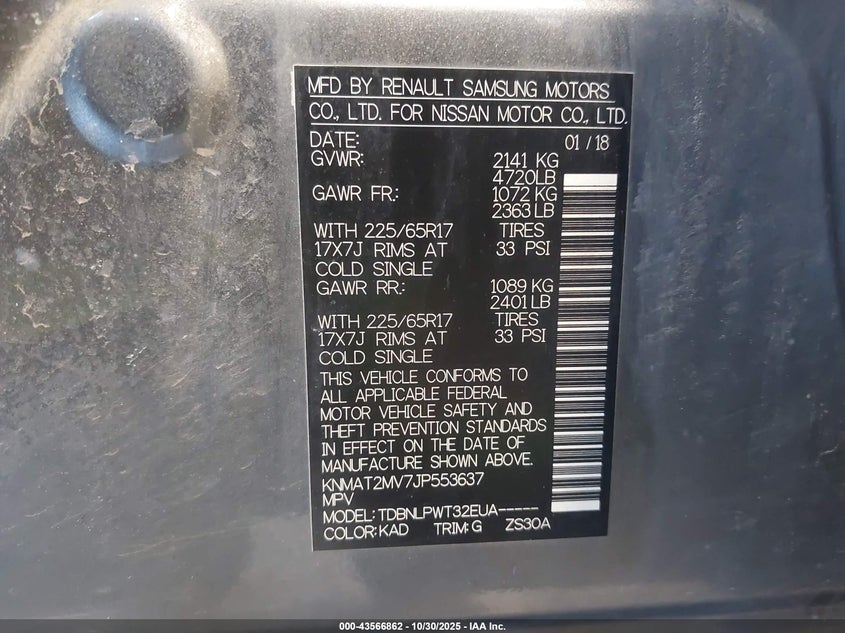 MFD BY RENAULT SAMSUNG MOTORS
CO., LTD. FOR NISSAN MOTOR CO., LTD.
DATE: 01 / 18
GVWR: 2141 KG
4720LB
GAWR FR.: 1072 KG
2363 LB
WITH 225/65R17 TIRES
17X7J RIMS AT 33 PSI
COLD SINGLE
GAWR RR.: 1089 KG
2401 LB
WITH 225/65R17 TIRES
17X7J RIMS AT 33 PSI
COLD SINGLE
THIS VEHICLE CONFORMS TO
ALL APPLICABLE FEDERAL
MOTOR VEHICLE SAFETY AND
THEFT PREVENTION STANDARDS
IN EFFECT ON THE DATE OF
MANUFACTURE SHOWN ABOVE.
KNMAT2MV7JP553637
MPV
MODEL: TDBNLPWT32EUA-----
COLOR: KAD TRIM: G ZS30A
000-43566862 - 10/30/2025 - IAA Inc.